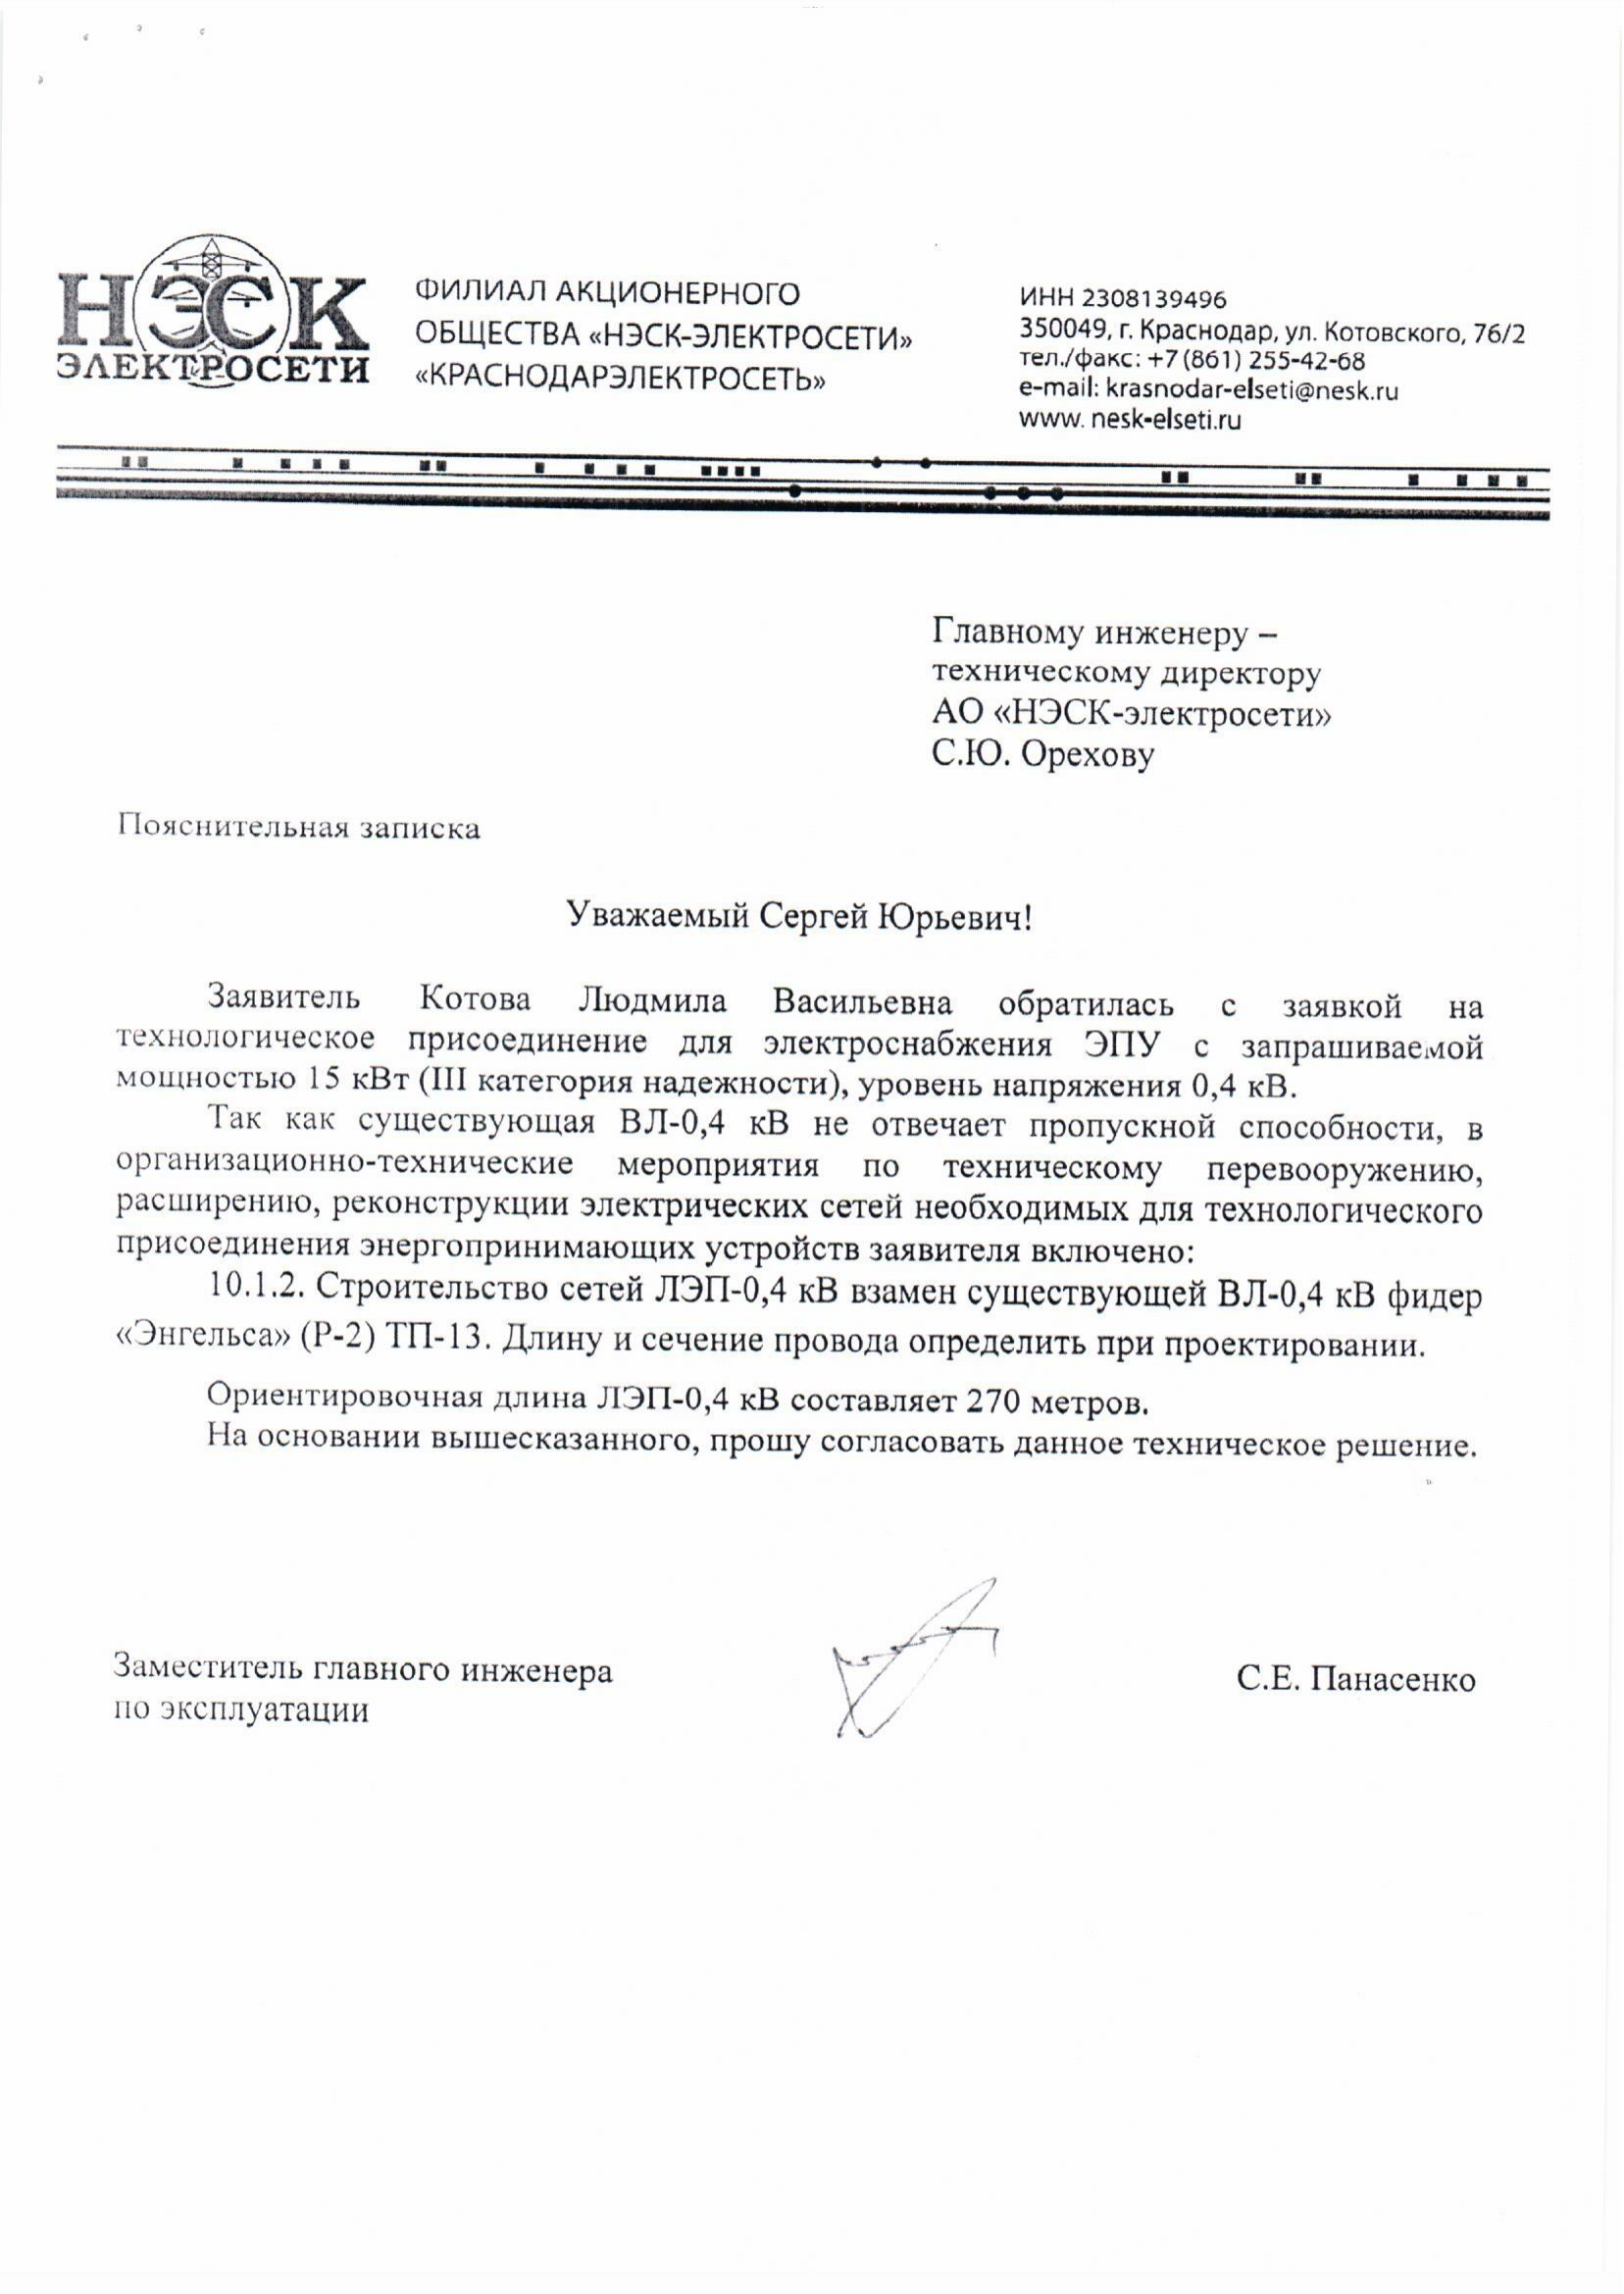 НЭСК
ЭЛЕКТРОСЕТИ
ФИЛИАЛ АКЦИОНЕРНОГО
ОБЩЕСТВА «НЭСК-ЭЛЕКТРОСЕТИ»
«КРАСНОДАРЭЛЕКТРОСЕТЬ»
ИНН 2308139496
350049, г. Краснодар, ул. Котовского, 76/2
тел./факс: +7 (861) 255-42-68
e-mail: krasnodar-elseti@nesk.ru
www. nesk-elseti.ru
Главному инженеру –
техническому директору
АО «НЭСК-электросети»
С.Ю. Орехову
Пояснительная записка
Уважаемый Сергей Юрьевич!
Заявитель Котова Людмила Васильевна обратилась с заявкой на
технологическое присоединение для электроснабжения ЭПУ с запрашиваемой
мощностью 15 кВт (III категория надежности), уровень напряжения 0,4 кВ.
Так как существующая ВЛ-0,4 кВ не отвечает пропускной способности, в
организационно-технические мероприятия по техническому перевооружению,
расширению, реконструкции электрических сетей необходимых для технологического
присоединения энергопринимающих устройств заявителя включено:
10.1.2. Строительство сетей ЛЭП-0,4 кВ взамен существующей ВЛ-0,4 кВ фидер
«Энгельса» (Р-2) ТП-13. Длину и сечение провода определить при проектировании.
Ориентировочная длина ЛЭП-0,4 кВ составляет 270 метров.
На основании вышесказанного, прошу согласовать данное техническое решение.
Заместитель главного инженера
по эксплуатации
С.Е. Панасенко